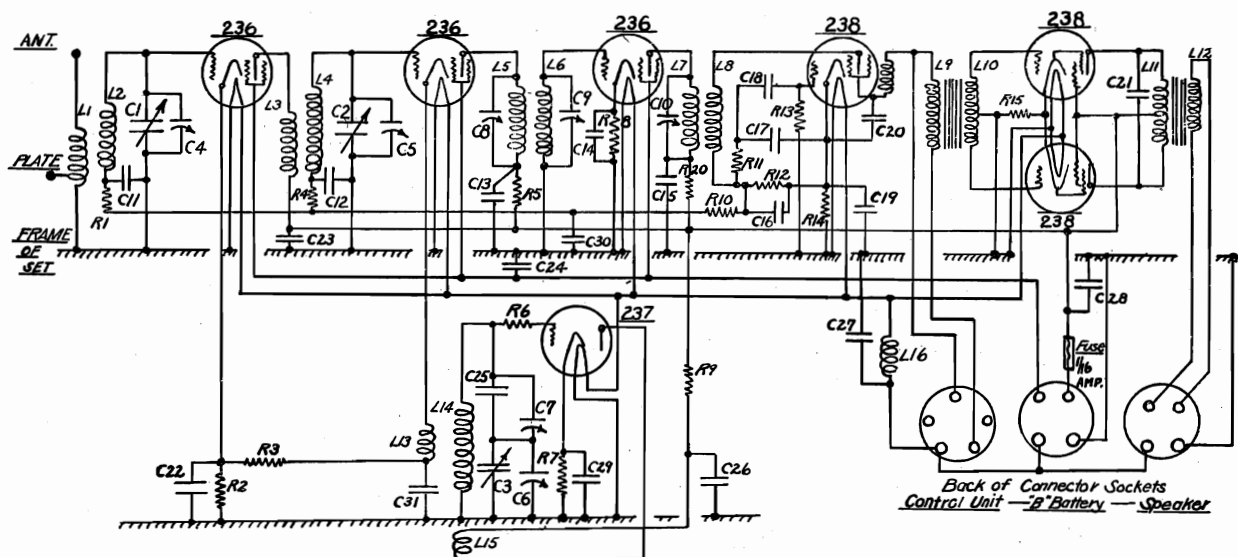 236
236
236
238
238
ANT.
L1
L2
C1
C4
L3
L4
C2
C5
L5
C8
L6
C9
C14
R8
L7
C10
L8
C18
R13
C17
R11
C20
L9
L10
R15
C21
L11
L12
PLATE
R1
C11
R4
C12
C13
R5
C15
R20
R10
R12
C16
R14
C19
238
FRAME
OF
SET
C23
C24
C30
C28
237
R6
C25
C7
L14
L13
R9
C27
L16
Fuse
1/16
AMP.
C22
R3
R2
C31
C3
C6
R7
C29
C26
L15
Back of Connector Sockets
Control Unit — "B" Battery — Speaker